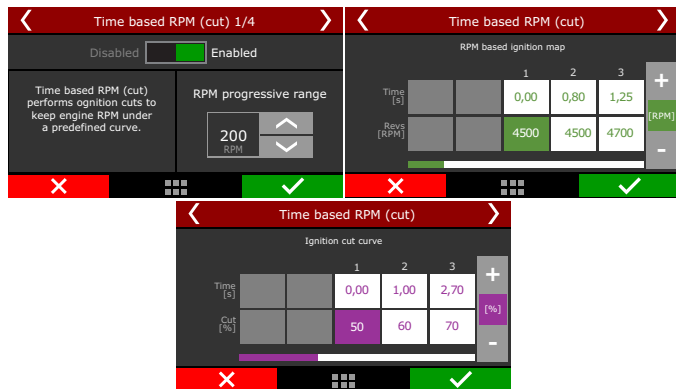 Time based RPM (cut) 1/4
Disabled Enabled
Time based RPM (cut)
performs ognition cuts to
keep engine RPM under
a predefined curve.
RPM progressive range
200
RPM
Time based RPM (cut)
RPM based ignition map
1 2 3
Time
[s] 0,00 0,80 1,25
Revs
[RPM] 4500 4500 4700
+
[RPM]
-
Time based RPM (cut)
Ignition cut curve
1 2 3
Time
[s] 0,00 1,00 2,70
Cut
[%] 50 60 70
+
[%]
-